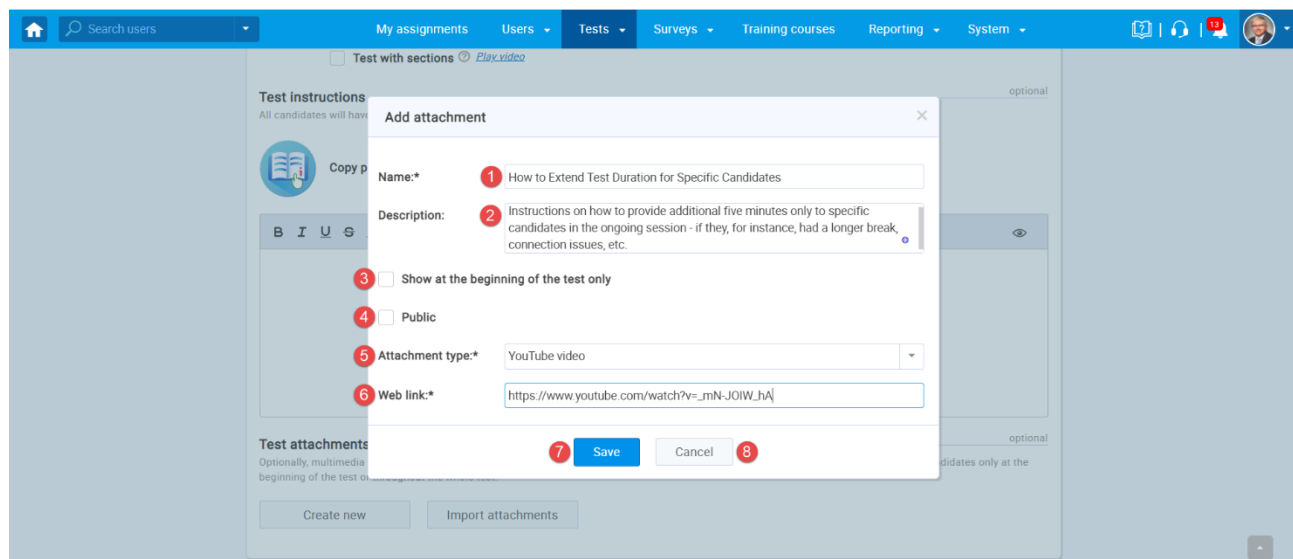 Search users
My assignments
Users
Tests
Surveys
Training courses
Reporting
System
13
Test with sections
Play video
Test instructions
optional
All candidates will have
Copy p
B I U S
Add attachment
1
Name:*
How to Extend Test Duration for Specific Candidates
2
Description:
Instructions on how to provide additional five minutes only to specific
candidates in the ongoing session - if they, for instance, had a longer break,
connection issues, etc.
3
Show at the beginning of the test only
4
Public
5
Attachment type:*
YouTube video
6
Web link:*
https://www.youtube.com/watch?v=_mN-JOIW_hA
7
Save
Cancel
8
Test attachments
optional
Optionally, multimedia
didates only at the
beginning of the test
Create new
Import attachments